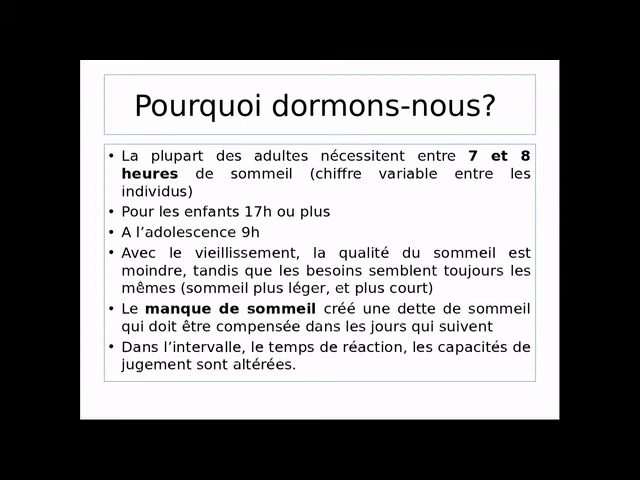 Pourquoi dormons-nous?
• La plupart des adultes nécessitent entre 7 et 8
heures de sommeil (chiffre variable entre les
individus)
• Pour les enfants 17h ou plus
• A l’adolescence 9h
• Avec le vieillissement, la qualité du sommeil est
moindre, tandis que les besoins semblent toujours les
mêmes (sommeil plus léger, et plus court)
• Le manque de sommeil créé une dette de sommeil
qui doit être compensée dans les jours qui suivent
• Dans l’intervalle, le temps de réaction, les capacités de
jugement sont altérées.